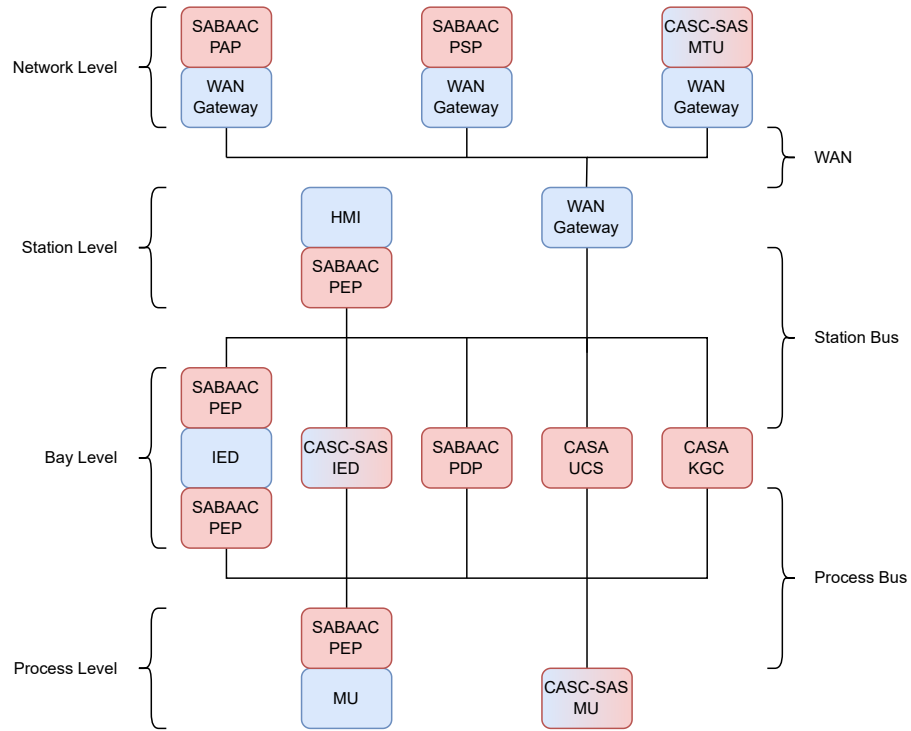 SABAAC
PAP
SABAAC
PSP
CASC-SAS
MTU
Network Level
WAN
Gateway
WAN
Gateway
WAN
Gateway
WAN
HMI
WAN
Gateway
Station Level
SABAAC
PEP
Station Bus
SABAAC
PEP
Bay Level
IED
CASC-SAS
IED
SABAAC
PDP
CASA
UCS
CASA
KGC
SABAAC
PEP
Process Bus
SABAAC
PEP
Process Level
MU
CASC-SAS
MU